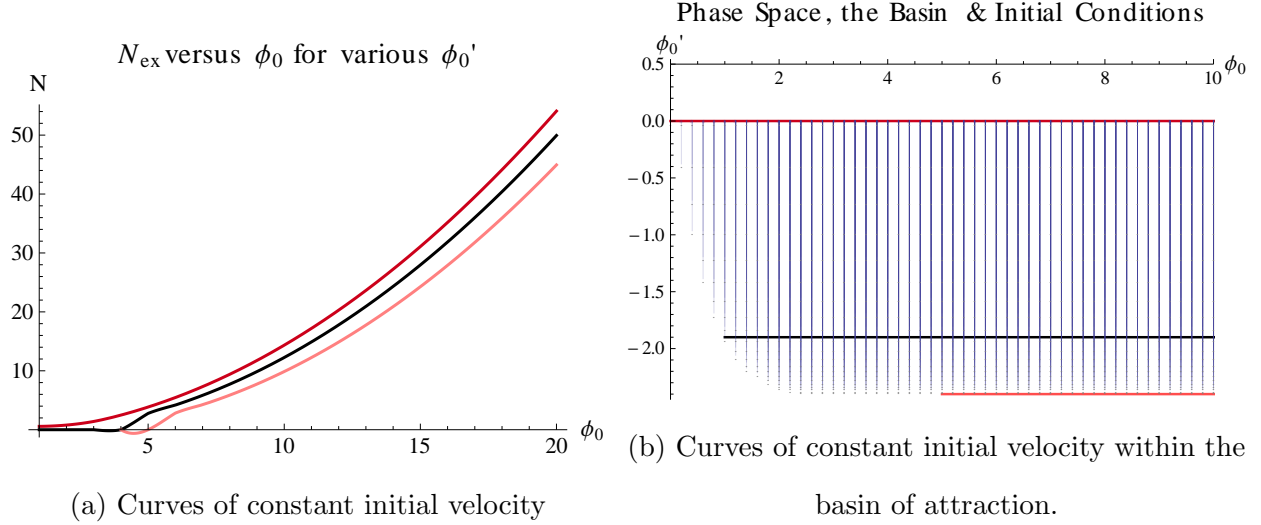 N_ex versus ϕ_0 for various ϕ_0'
N
50
40
30
20
10
5
10
15
20
ϕ_0
(a) Curves of constant initial velocity
Phase Space, the Basin & Initial Conditions
ϕ_0'
0.5
2
4
6
8
10
ϕ_0
0.0
−0.5
−1.0
−1.5
−2.0
(b) Curves of constant initial velocity within the
basin of attraction.